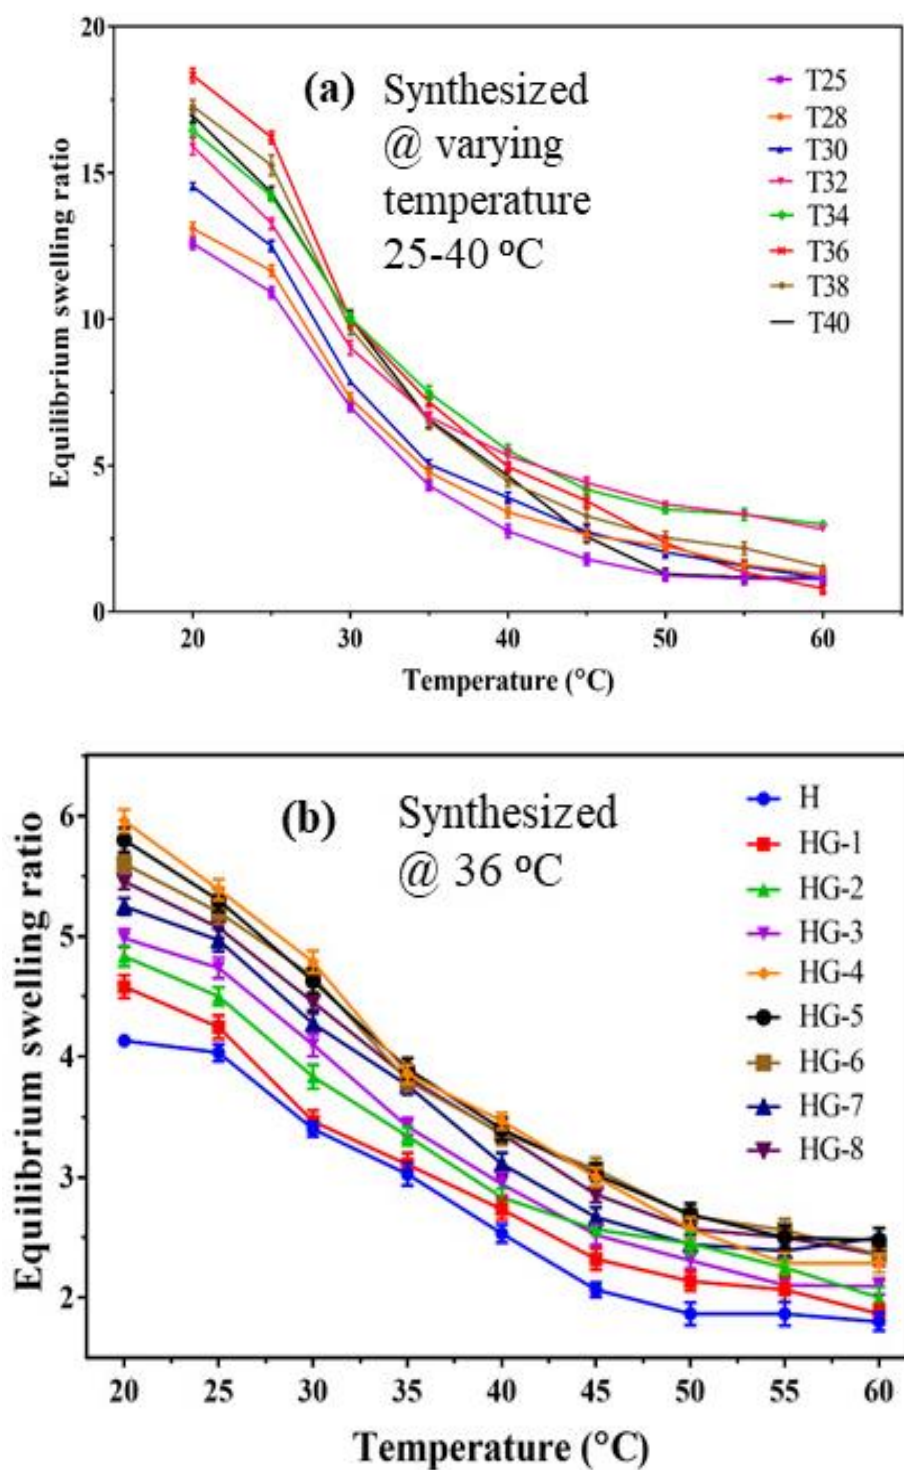 20
15
10
5
0
Equilibrium swelling ratio
(a) Synthesized
@ varying
temperature
25-40 ºC
T25
T28
T30
T32
T34
T36
T38
T40
20 30 40 50 60
Temperature (°C)
6
5
4
3
2
Equilibrium swelling ratio
(b) Synthesized
@ 36 ºC
H
HG-1
HG-2
HG-3
HG-4
HG-5
HG-6
HG-7
HG-8
20 25 30 35 40 45 50 55 60
Temperature (°C)